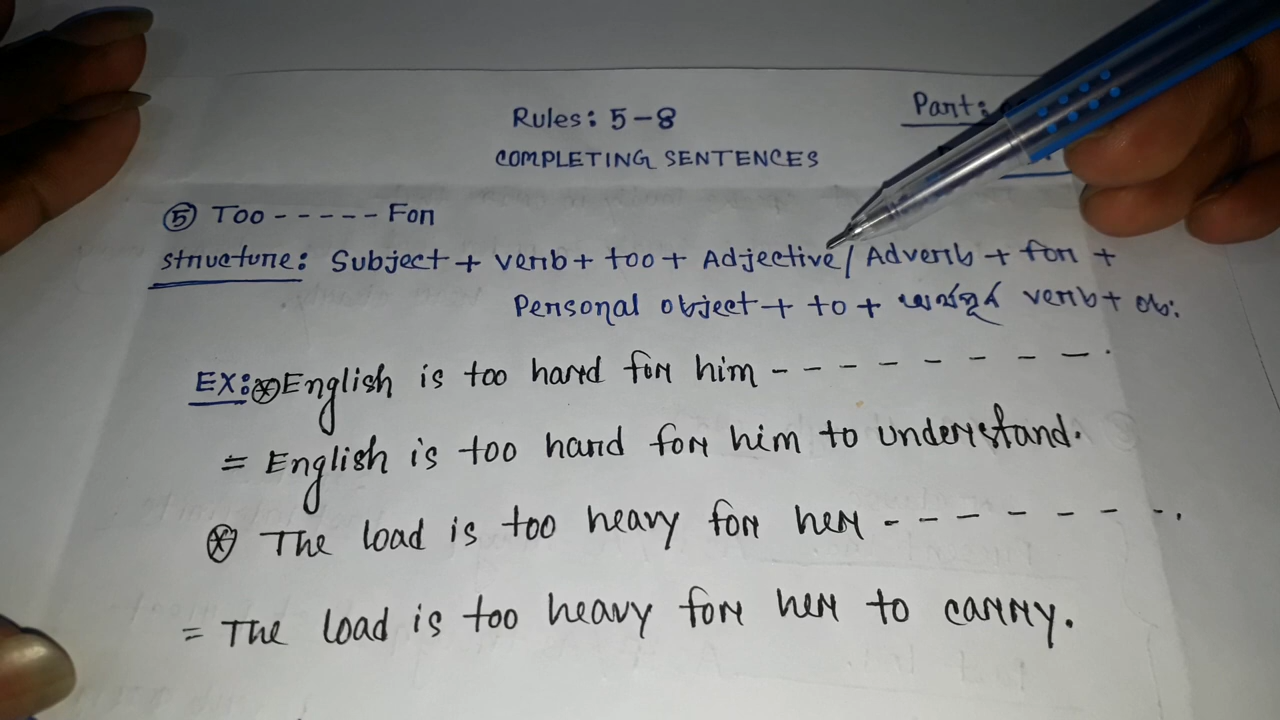 Rules: 5-8
Part:
COMPLETING SENTENCES
⑤ Too ----- For
structure: Subject + verb + too + Adjective / Adverb + for +
Personal object + to + verb + ob:
EX: ⊛ English is too hard for him - - - - - - - - .
= English is too hard for him to understand.
⊛ The load is too heavy for her - - - - - - - - .
= The load is too heavy for her to carry.